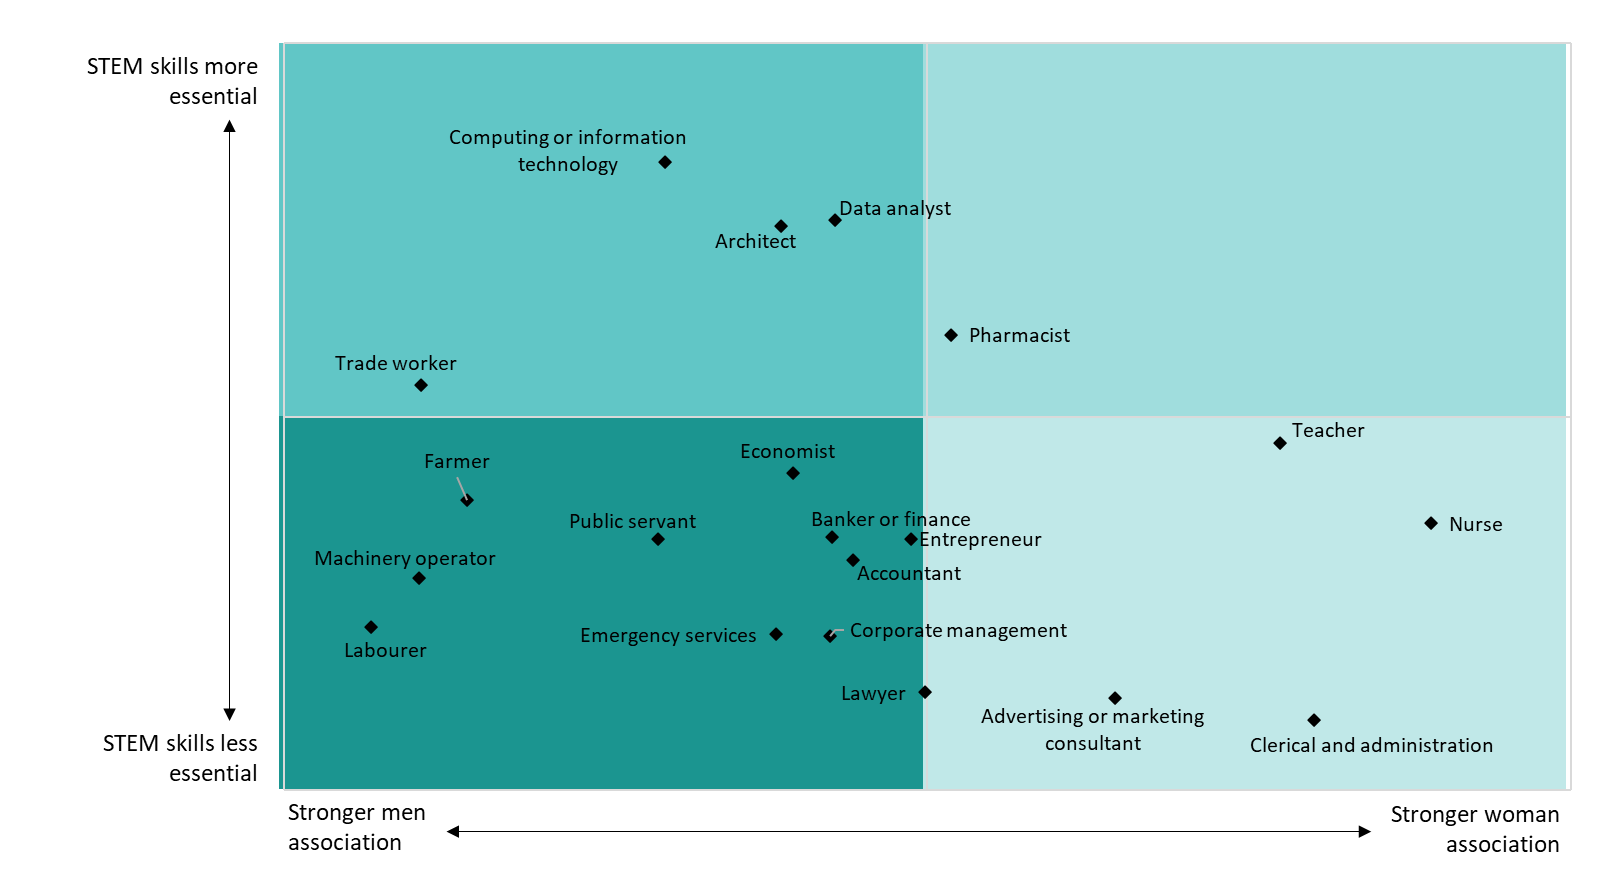 STEM skills more
essential
Computing or information
technology
Data analyst
Architect
Pharmacist
Trade worker
Teacher
Economist
Farmer
Banker or finance
Public servant
Nurse
Entrepreneur
Machinery operator
Accountant
Corporate management
Emergency services
Labourer
Lawyer
Advertising or marketing
consultant
Clerical and administration
STEM skills less
essential
Stronger men
association
Stronger woman
association